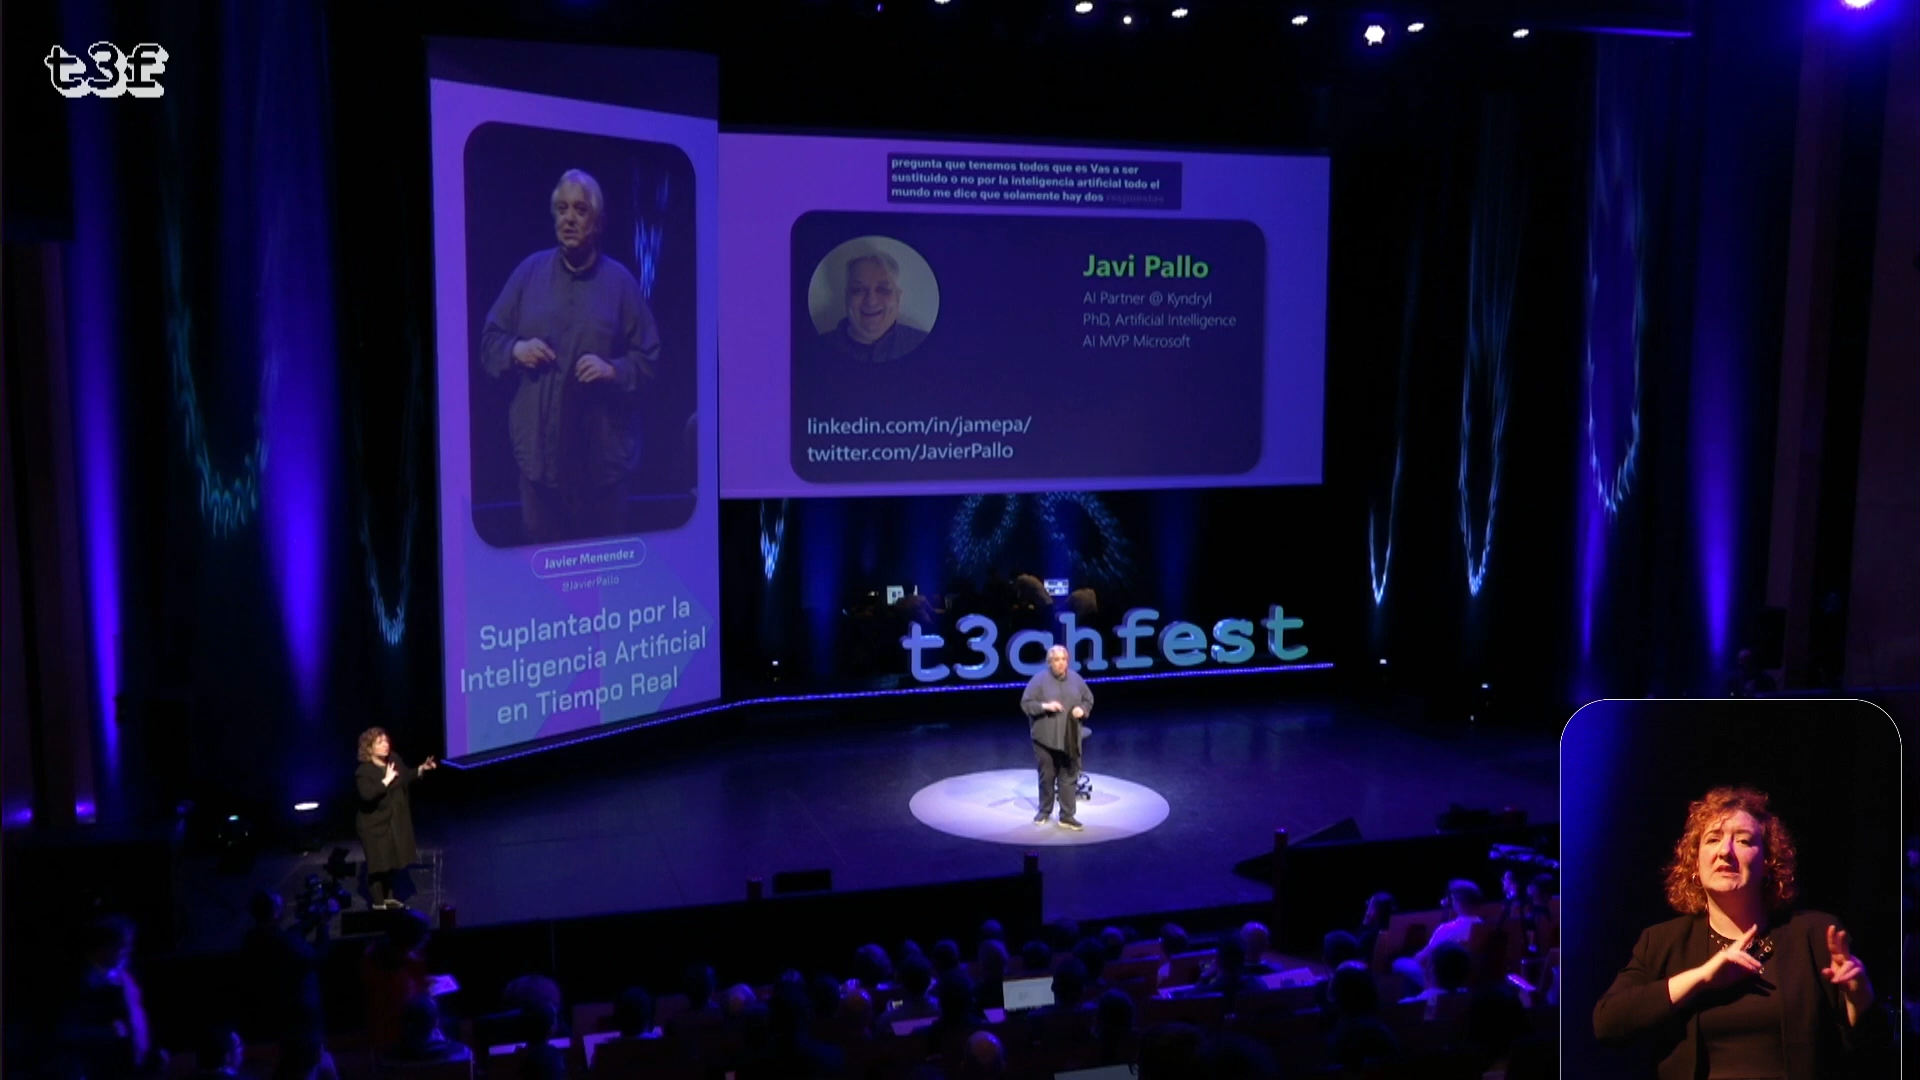 t3f
pregunta que tenemos todos que es Vas a ser
sustituido o no por la inteligencia artificial todo el
mundo me dice que solamente hay dos respuestas
Javi Pallo
AI Partner @ Kyndryl
PhD, Artificial Intelligence
AI MVP Microsoft
linkedin.com/in/jamepa/
twitter.com/JavierPallo
Javier Menendez
@JavierPallo
Suplantado por la
Inteligencia Artificial
en Tiempo Real
t3chfest